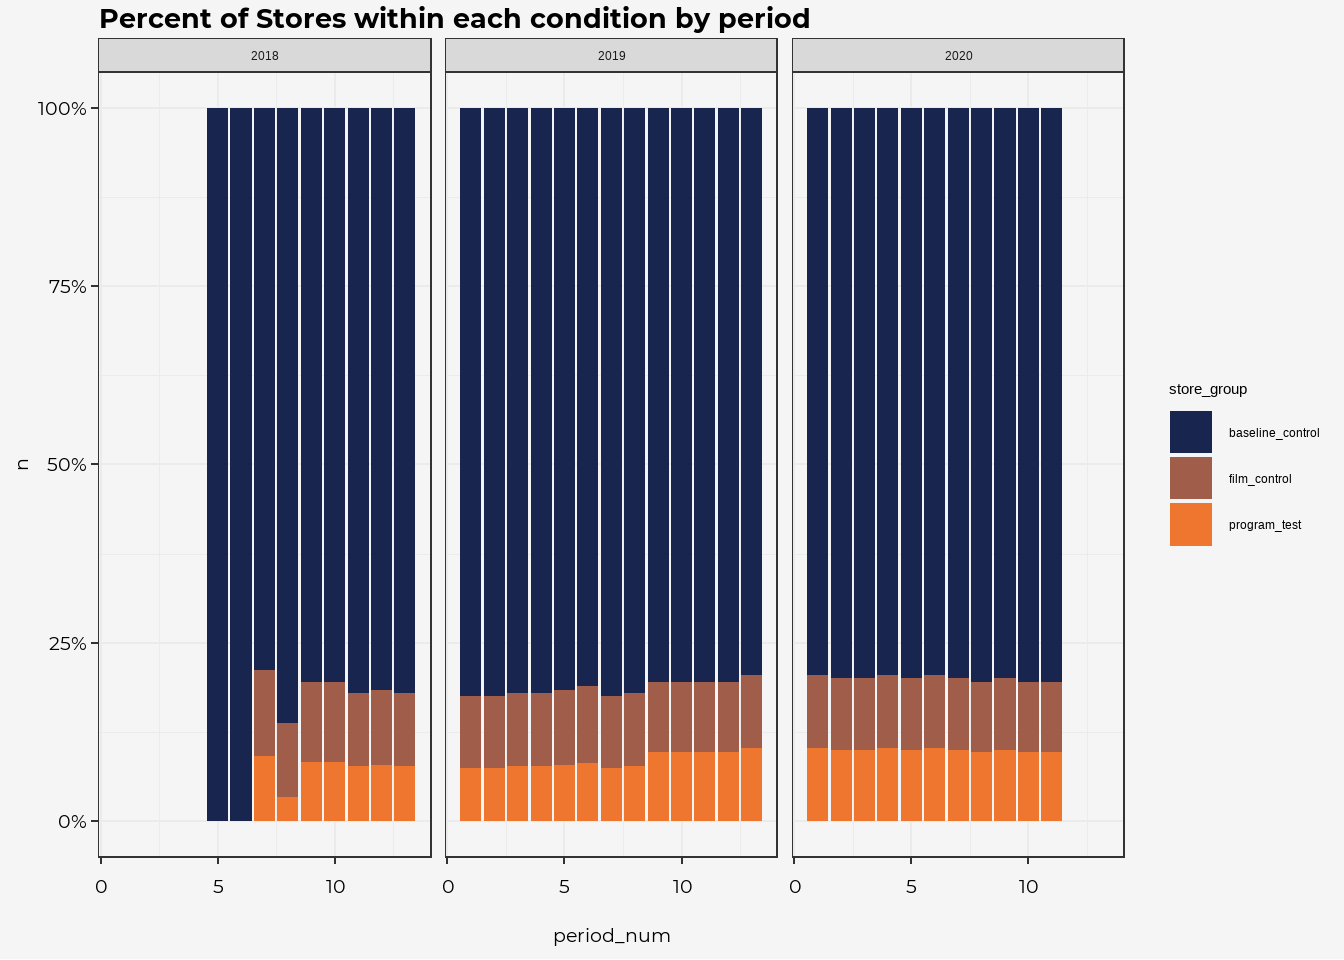 Percent of Stores within each condition by period
2018
2019
2020
100%
75%
50%
25%
0%
n
0
5
10
0
5
10
0
5
10
period_num
store_group
baseline_control
film_control
program_test